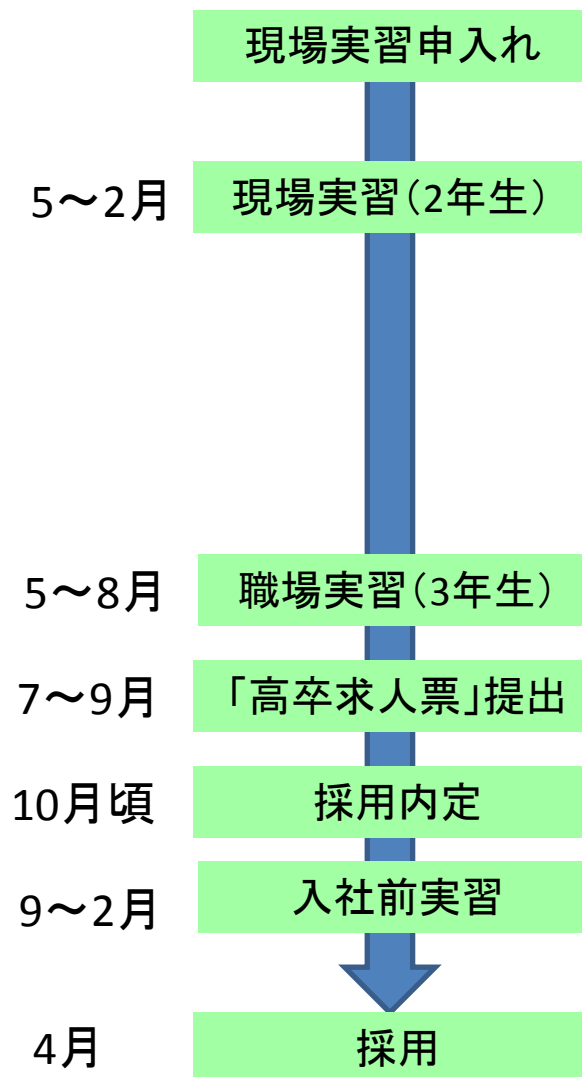 現場実習申入れ
5～2月 現場実習（2年生）
5～8月 職場実習（3年生）
7～9月 「高卒求人票」提出
10月頃 採用内定
9～2月 入社前実習
4月 採用